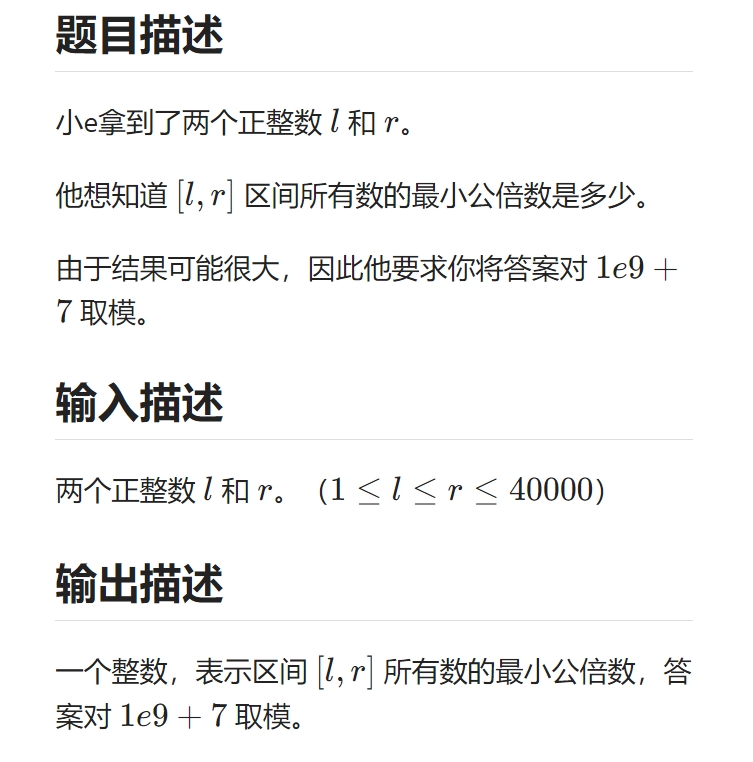 题目描述
小e拿到了两个正整数 l 和 r。
他想知道 [l, r] 区间所有数的最小公倍数是多少。
由于结果可能很大，因此他要求你将答案对 1e9 +
7 取模。
输入描述
两个正整数 l 和 r。（1 ≤ l ≤ r ≤ 40000）
输出描述
一个整数，表示区间 [l, r] 所有数的最小公倍数，答
案对 1e9 + 7 取模。